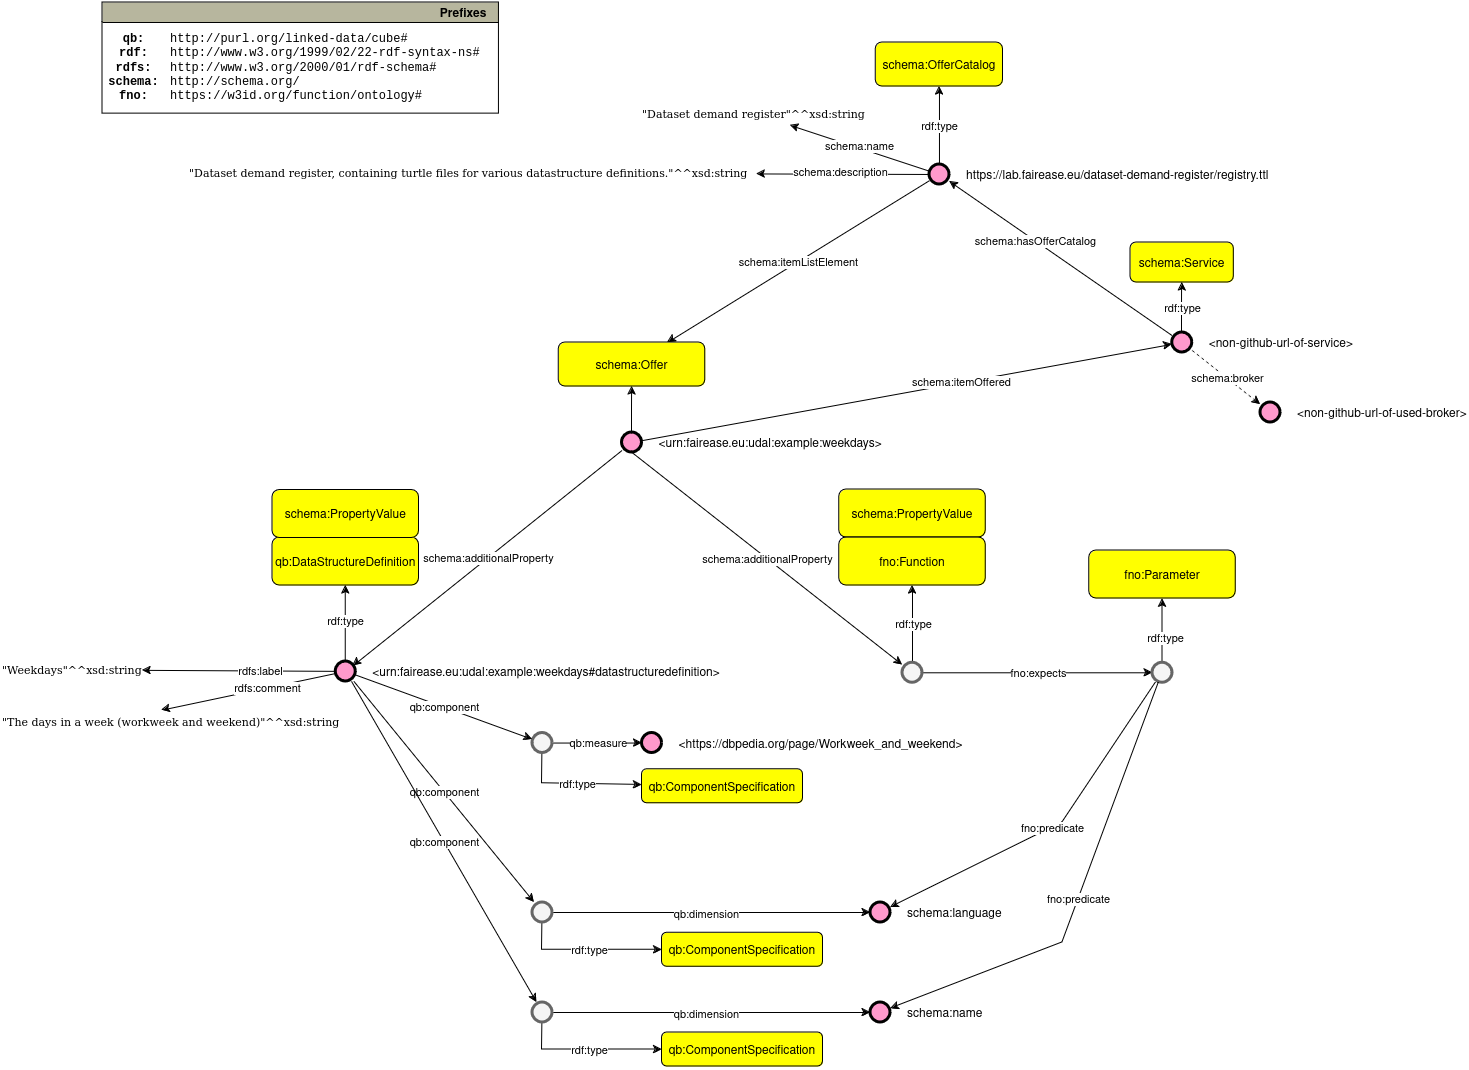 Prefixes
qb: http://purl.org/linked-data/cube#
rdf: http://www.w3.org/1999/02/22-rdf-syntax-ns#
rdfs: http://www.w3.org/2000/01/rdf-schema#
schema: http://schema.org/
fno: https://w3id.org/function/ontology#
schema:OfferCatalog
"Dataset demand register"^^xsd:string
rdf:type
schema:name
"Dataset demand register, containing turtle files for various datastructure definitions."^^xsd:string
schema:description
https://lab.fairease.eu/dataset-demand-register/registry.ttl
schema:hasOfferCatalog
schema:itemListElement
schema:Service
rdf:type
<non-github-url-of-service>
schema:Offer
schema:itemOffered
schema:broker
<non-github-url-of-used-broker>
<urn:fairease.eu:udal:example:weekdays>
schema:PropertyValue
qb:DataStructureDefinition
schema:additionalProperty
schema:additionalProperty
schema:PropertyValue
fno:Function
fno:Parameter
rdf:type
rdf:type
rdf:type
"Weekdays"^^xsd:string
rdfs:label
<urn:fairease.eu:udal:example:weekdays#datastructuredefinition>
fno:expects
rdfs:comment
"The days in a week (workweek and weekend)"^^xsd:string
qb:component
qb:measure
<https://dbpedia.org/page/Workweek_and_weekend>
rdf:type
qb:ComponentSpecification
qb:component
qb:component
fno:predicate
fno:predicate
qb:dimension
schema:language
rdf:type
qb:ComponentSpecification
qb:dimension
schema:name
rdf:type
qb:ComponentSpecification